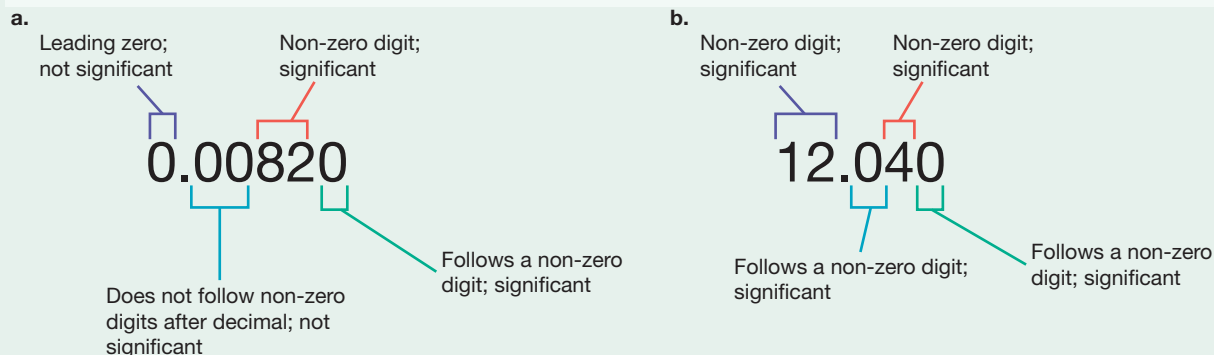 a.
Leading zero;
not significant
Non-zero digit;
significant
0.00820
Does not follow non-zero
digits after decimal; not
significant
Follows a non-zero
digit; significant
b.
Non-zero digit;
significant
Non-zero digit;
significant
12.040
Follows a non-zero digit;
significant
Follows a non-zero
digit; significant